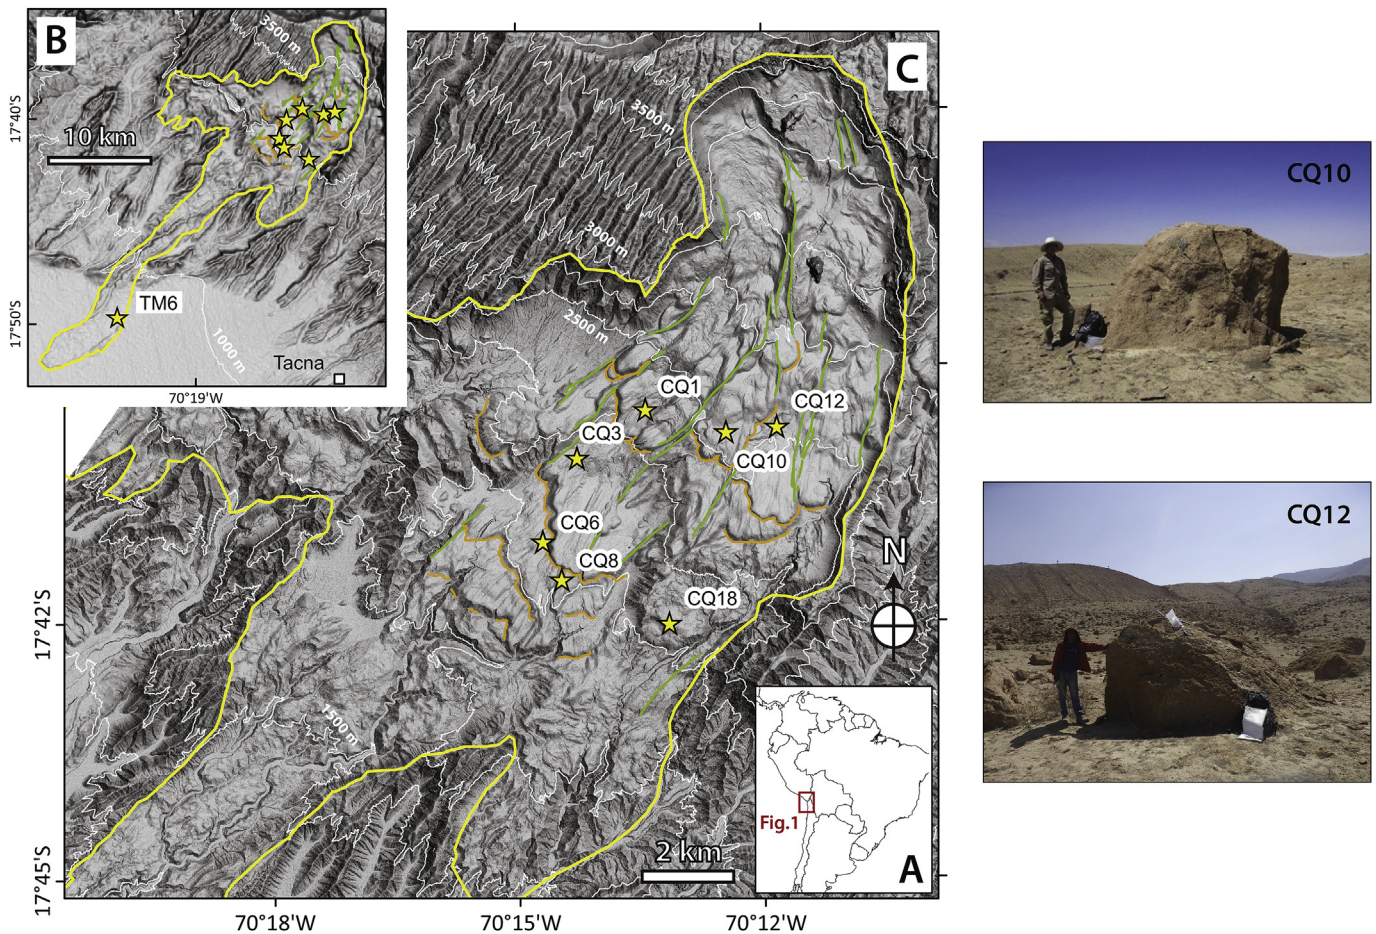 B
3500 m
17°40'S
10 km
TM6
17°50'S
1000 m
Tacna
70°19'W
C
3500 m
3000 m
2500 m
CQ1
CQ12
CQ3
CQ10
CQ6
CQ8
CQ18
N
17°42'S
1500 m
Fig.1
2 km
A
17°45'S
70°18'W
70°15'W
70°12'W
CQ10
CQ12